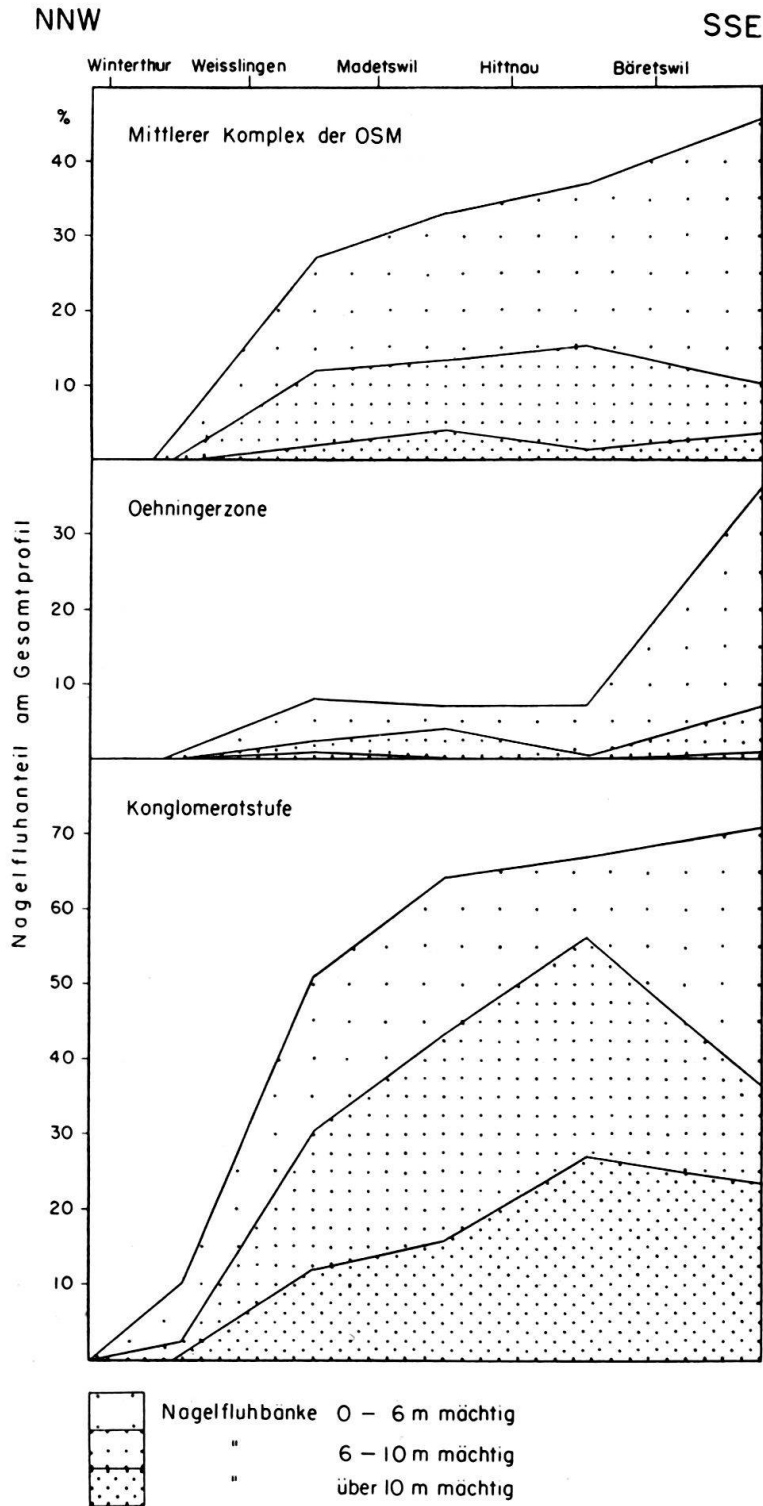 NNW SSE
Winterthur Weisslingen Madetswil Hittnau Bäretswil
%
Mittlerer Komplex der OSM
40
30
20
10
Oehningerzone
30
20
10
Konglomeratstufe
70
60
50
40
30
20
10
Nagelfluhanteil am Gesamtprofil
Nagelfluhbänke 0 – 6 m mächtig
" 6 – 10 m mächtig
" über 10 m mächtig